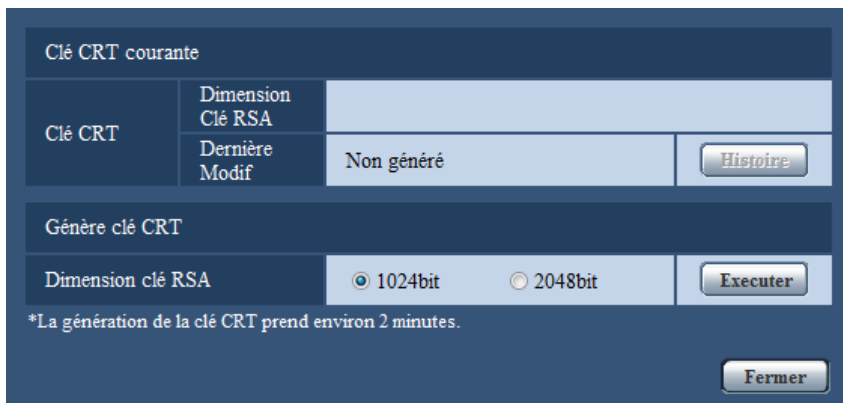 Clé CRT courante
Clé CRT
Dimension
Clé RSA
Dernière
Modif
Non généré
Histoire
Génère clé CRT
Dimension clé RSA
1024bit
2048bit
Executer
*La génération de la clé CRT prend environ 2 minutes.
Fermer